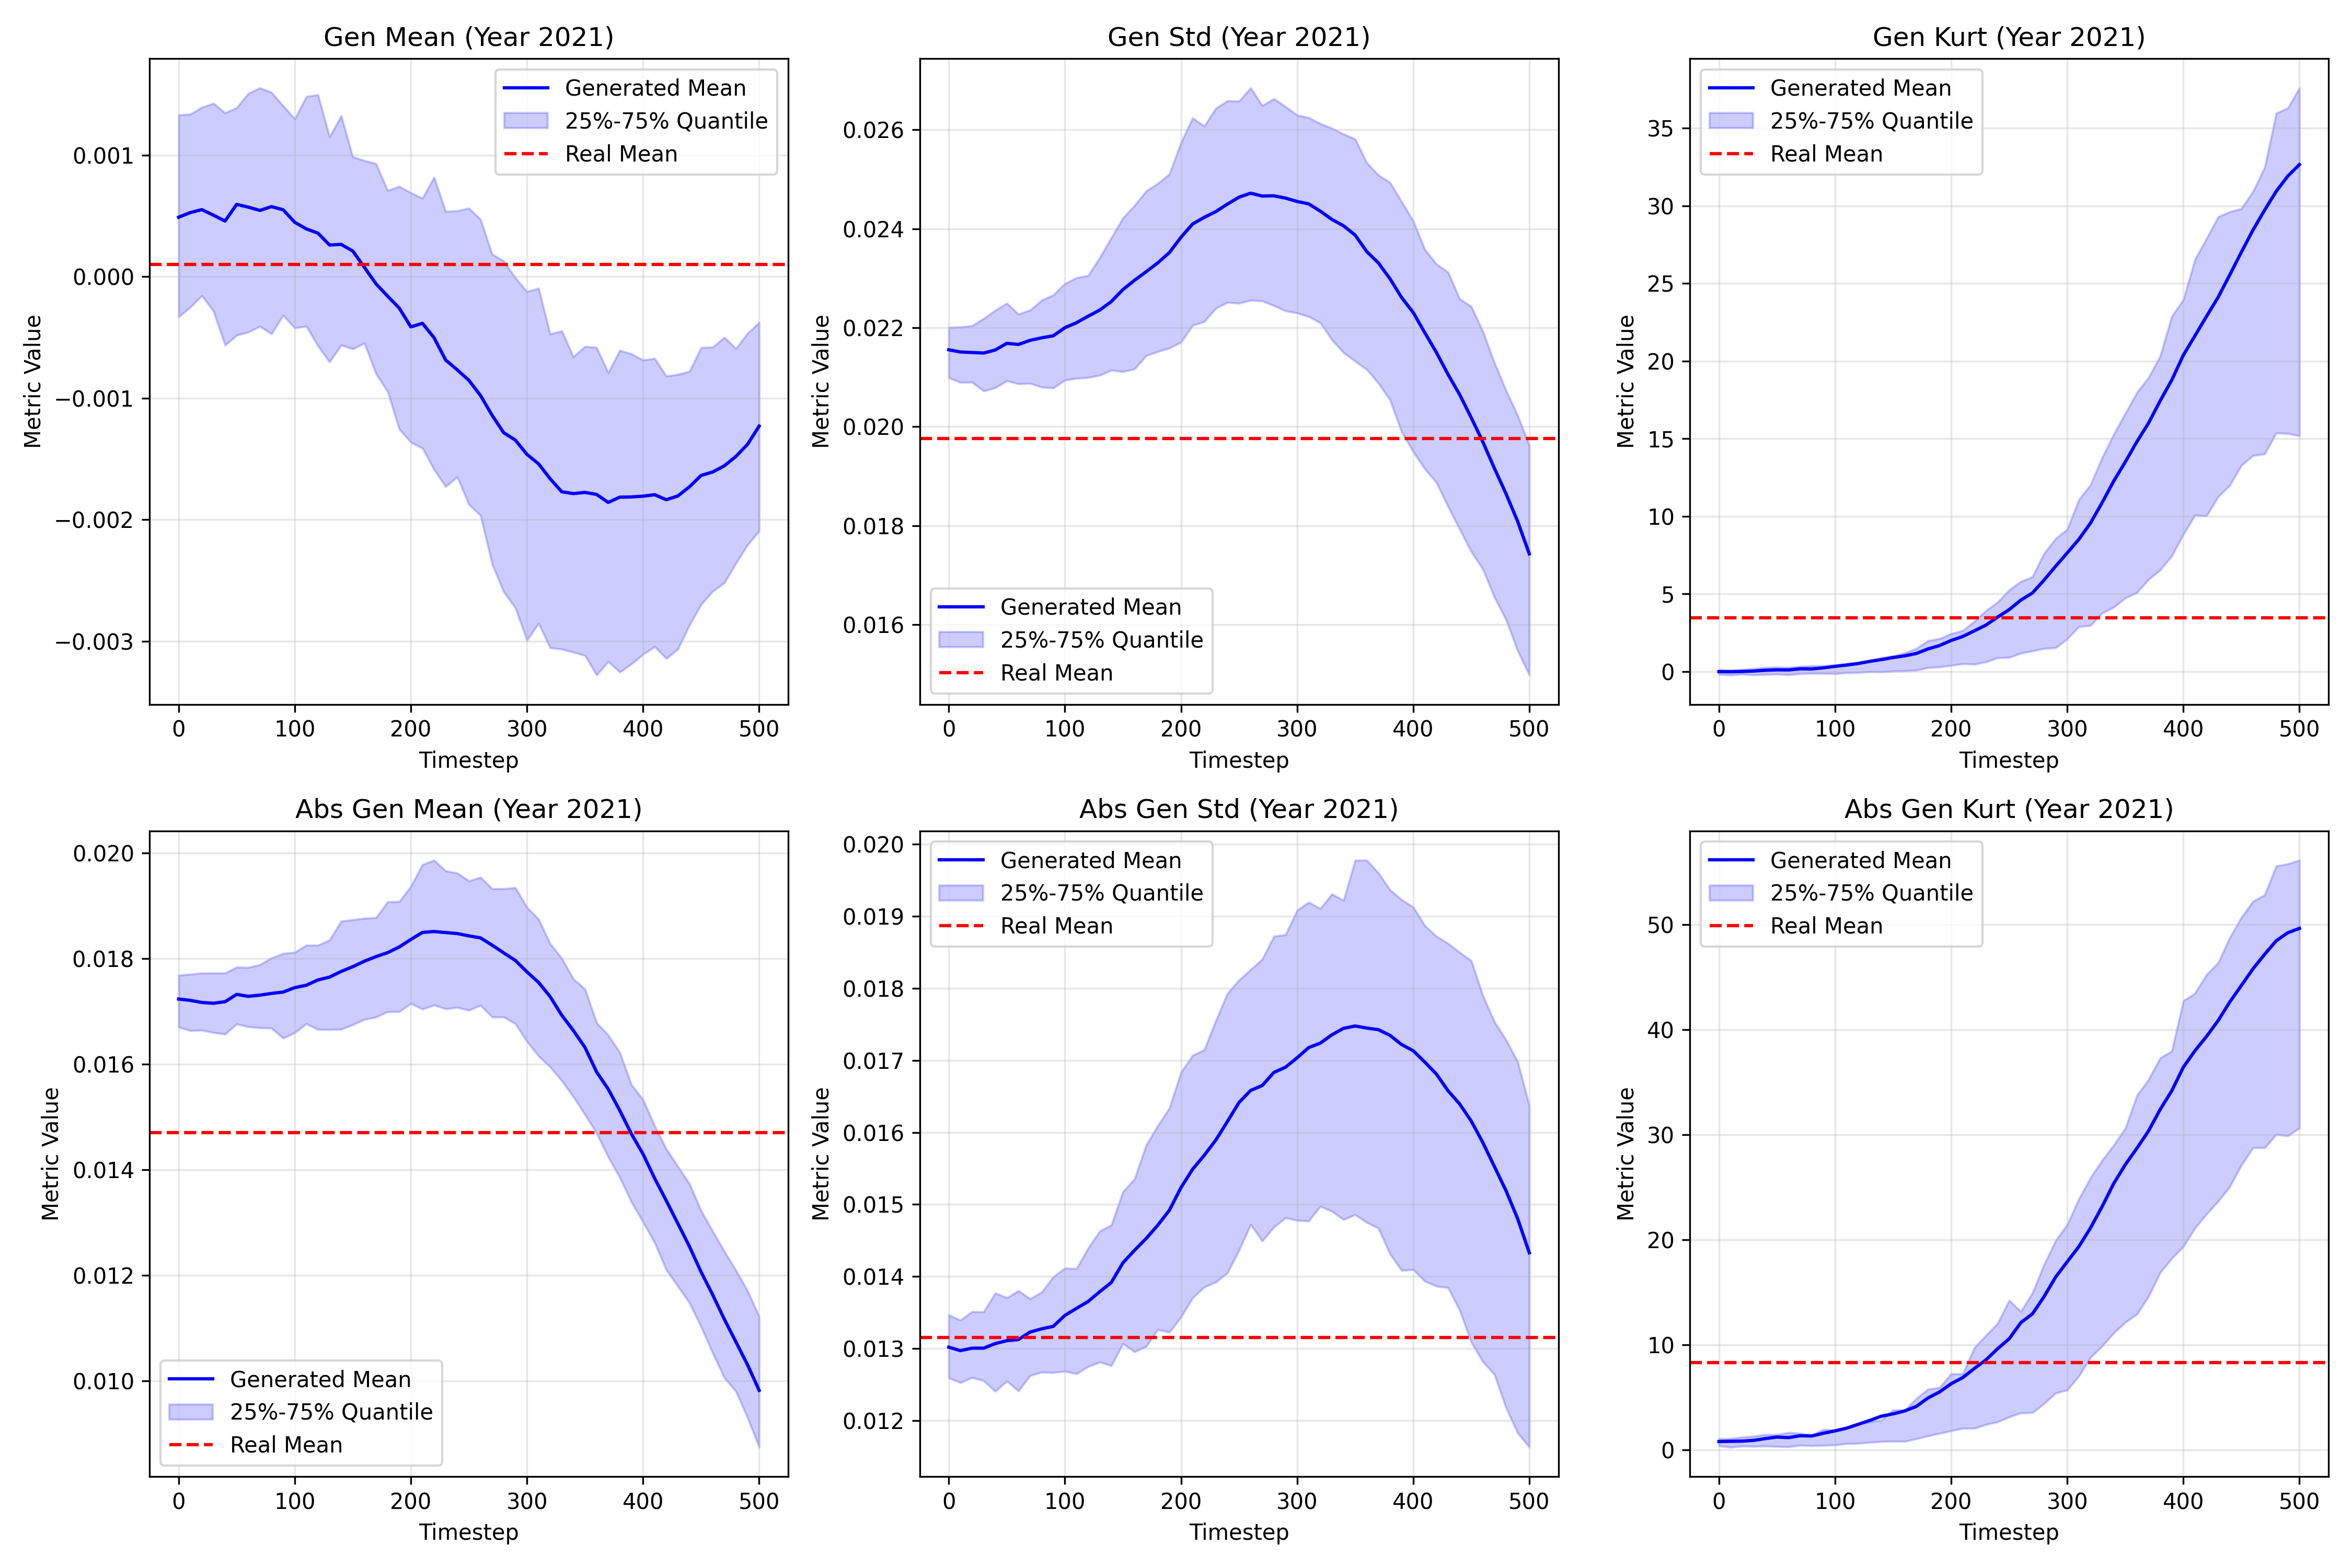 Gen Mean (Year 2021)
Generated Mean
25%-75% Quantile
Real Mean
0.001
0.000
−0.001
−0.002
−0.003
Metric Value
0 100 200 300 400 500
Timestep
Gen Std (Year 2021)
0.026
0.024
0.022
0.020
0.018
0.016
Metric Value
Generated Mean
25%-75% Quantile
Real Mean
0 100 200 300 400 500
Timestep
Gen Kurt (Year 2021)
Generated Mean
25%-75% Quantile
Real Mean
35
30
25
20
15
10
5
0
Metric Value
0 100 200 300 400 500
Timestep
Abs Gen Mean (Year 2021)
0.020
0.018
0.016
0.014
0.012
0.010
Metric Value
Generated Mean
25%-75% Quantile
Real Mean
0 100 200 300 400 500
Timestep
Abs Gen Std (Year 2021)
Generated Mean
25%-75% Quantile
Real Mean
0.020
0.019
0.018
0.017
0.016
0.015
0.014
0.013
0.012
Metric Value
0 100 200 300 400 500
Timestep
Abs Gen Kurt (Year 2021)
Generated Mean
25%-75% Quantile
Real Mean
50
40
30
20
10
0
Metric Value
0 100 200 300 400 500
Timestep